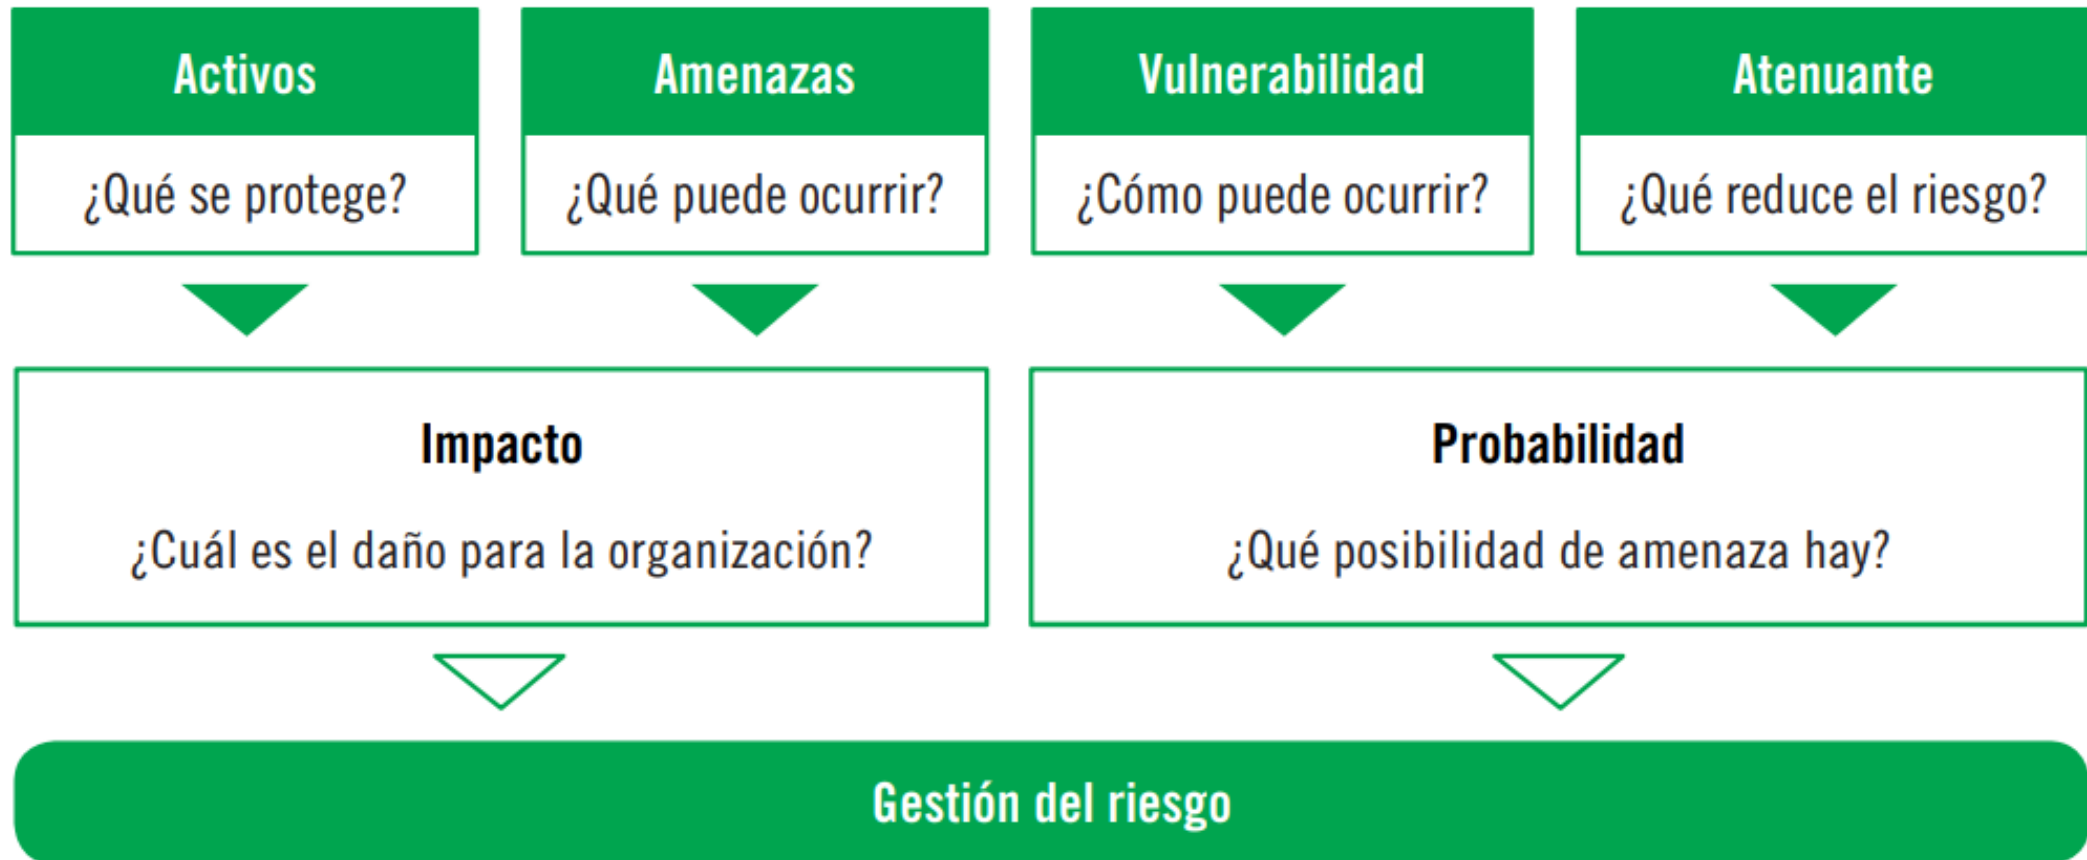 Activos
Amenazas
Vulnerabilidad
Atenuante
¿Qué se protege?
¿Qué puede ocurrir?
¿Cómo puede ocurrir?
¿Qué reduce el riesgo?
Impacto
¿Cuál es el daño para la organización?
Probabilidad
¿Qué posibilidad de amenaza hay?
Gestión del riesgo